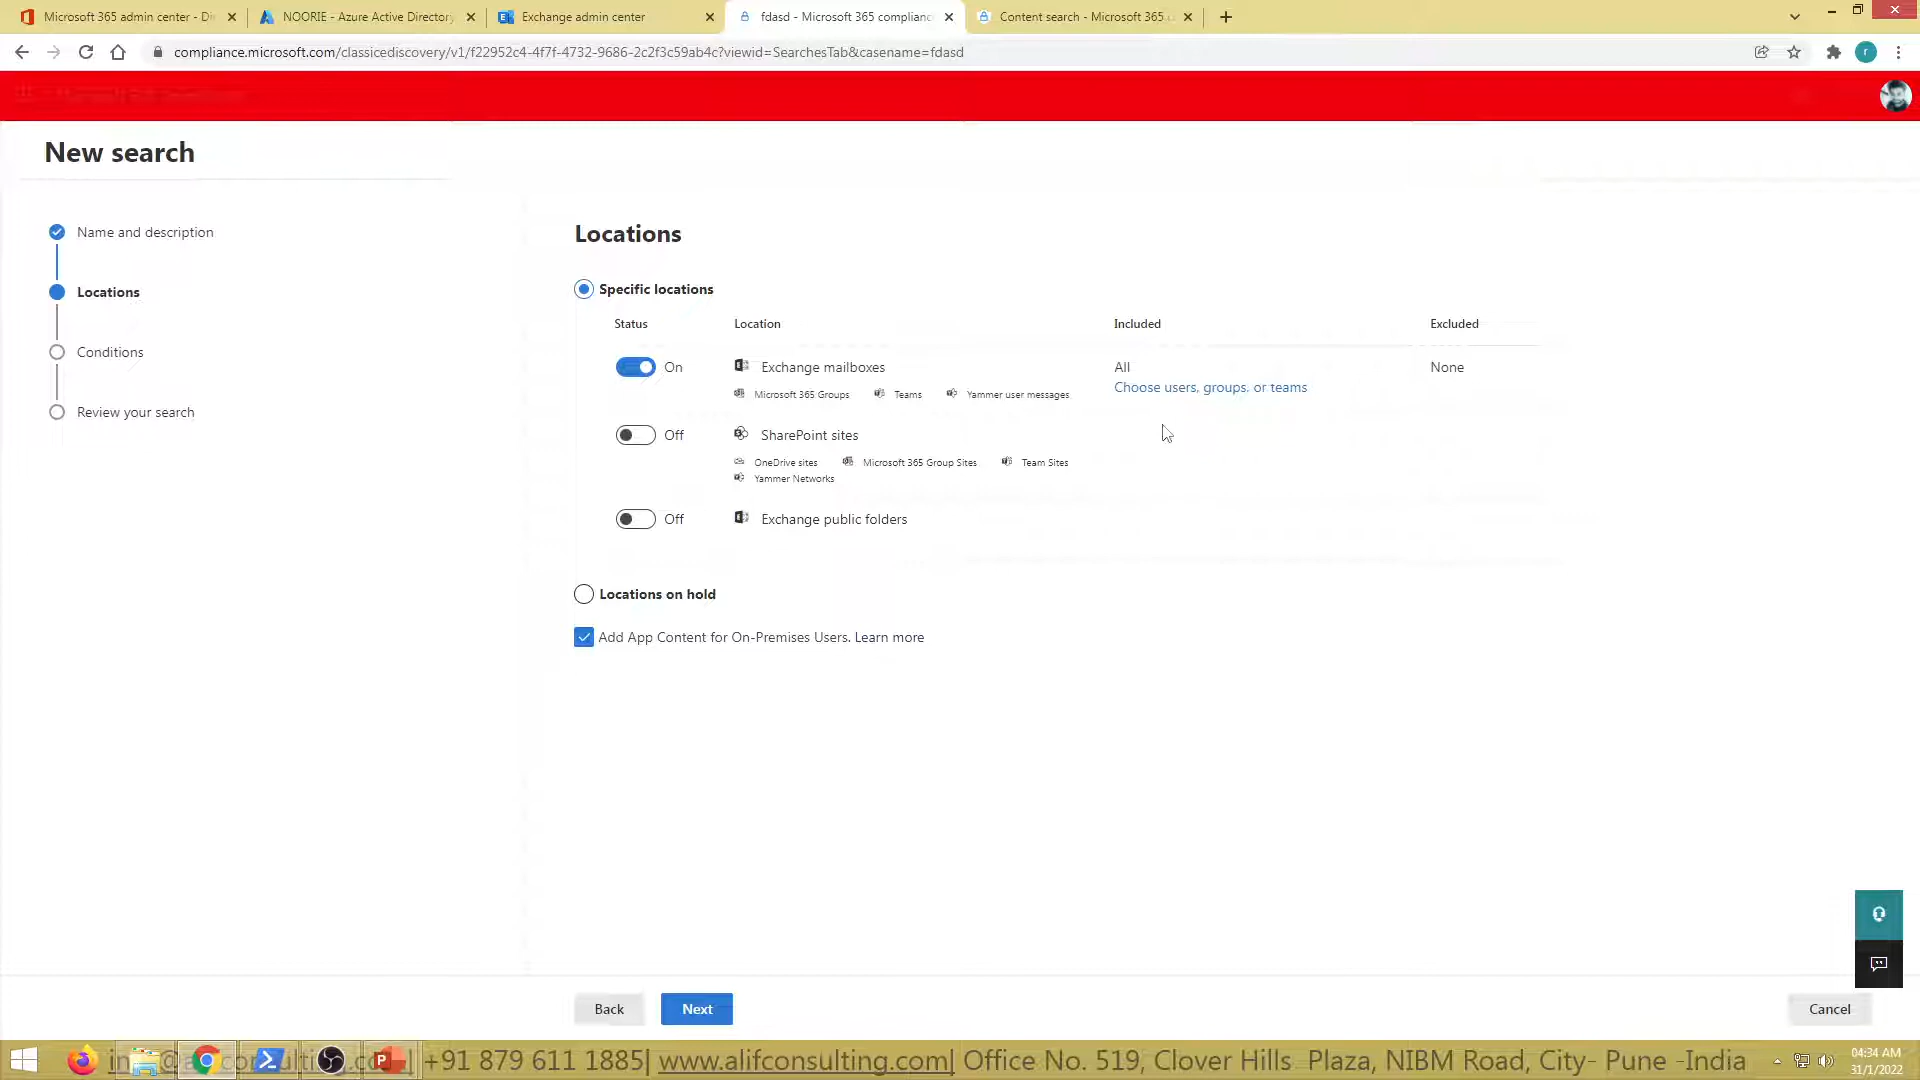 Microsoft 365 admin center - Di
NOORIE - Azure Active Directory
Exchange admin center
fdasd - Microsoft 365 complianc
Content search - Microsoft 365 c
compliance.microsoft.com/classicediscovery/v1/f22952c4-4f7f-4732-9686-2c2f3c59ab4c?viewid=SearchesTab&casename=fdasd
r
New search
Name and description
Locations
Conditions
Review your search
Locations
Specific locations
Status Location Included Excluded
On Exchange mailboxes All None
Choose users, groups, or teams
Microsoft 365 Groups Teams Yammer user messages
Off SharePoint sites
OneDrive sites Microsoft 365 Group Sites Team Sites
Yammer Networks
Off Exchange public folders
Locations on hold
Add App Content for On-Premises Users. Learn more
Back Next Cancel
+91 879 611 1885| www.alifconsulting.com| Office No. 519, Clover Hills Plaza, NIBM Road, City- Pune -India
04:34 AM
31/1/2022